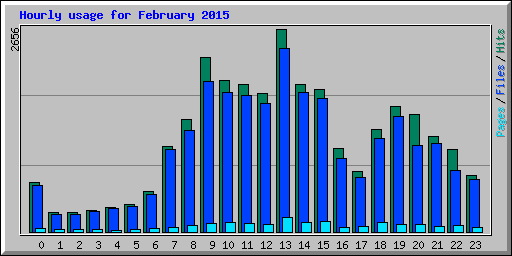 Hourly usage for February 2015
2656
Pages/Files/Hits
0 1 2 3 4 5 6 7 8 9 10 11 12 13 14 15 16 17 18 19 20 21 22 23